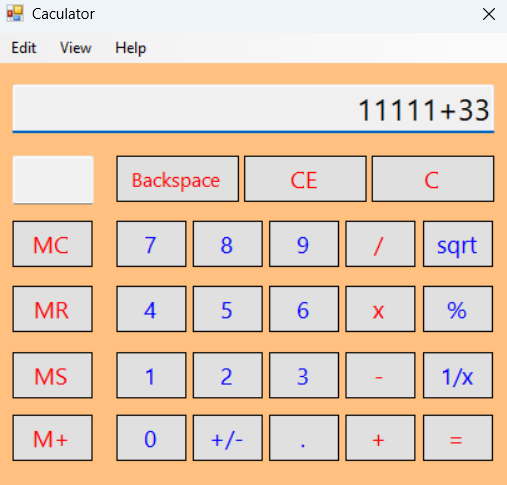 Caculator
Edit View Help
11111+33
Backspace CE C
MC 7 8 9 / sqrt
MR 4 5 6 x %
MS 1 2 3 - 1/x
M+ 0 +/- . + =